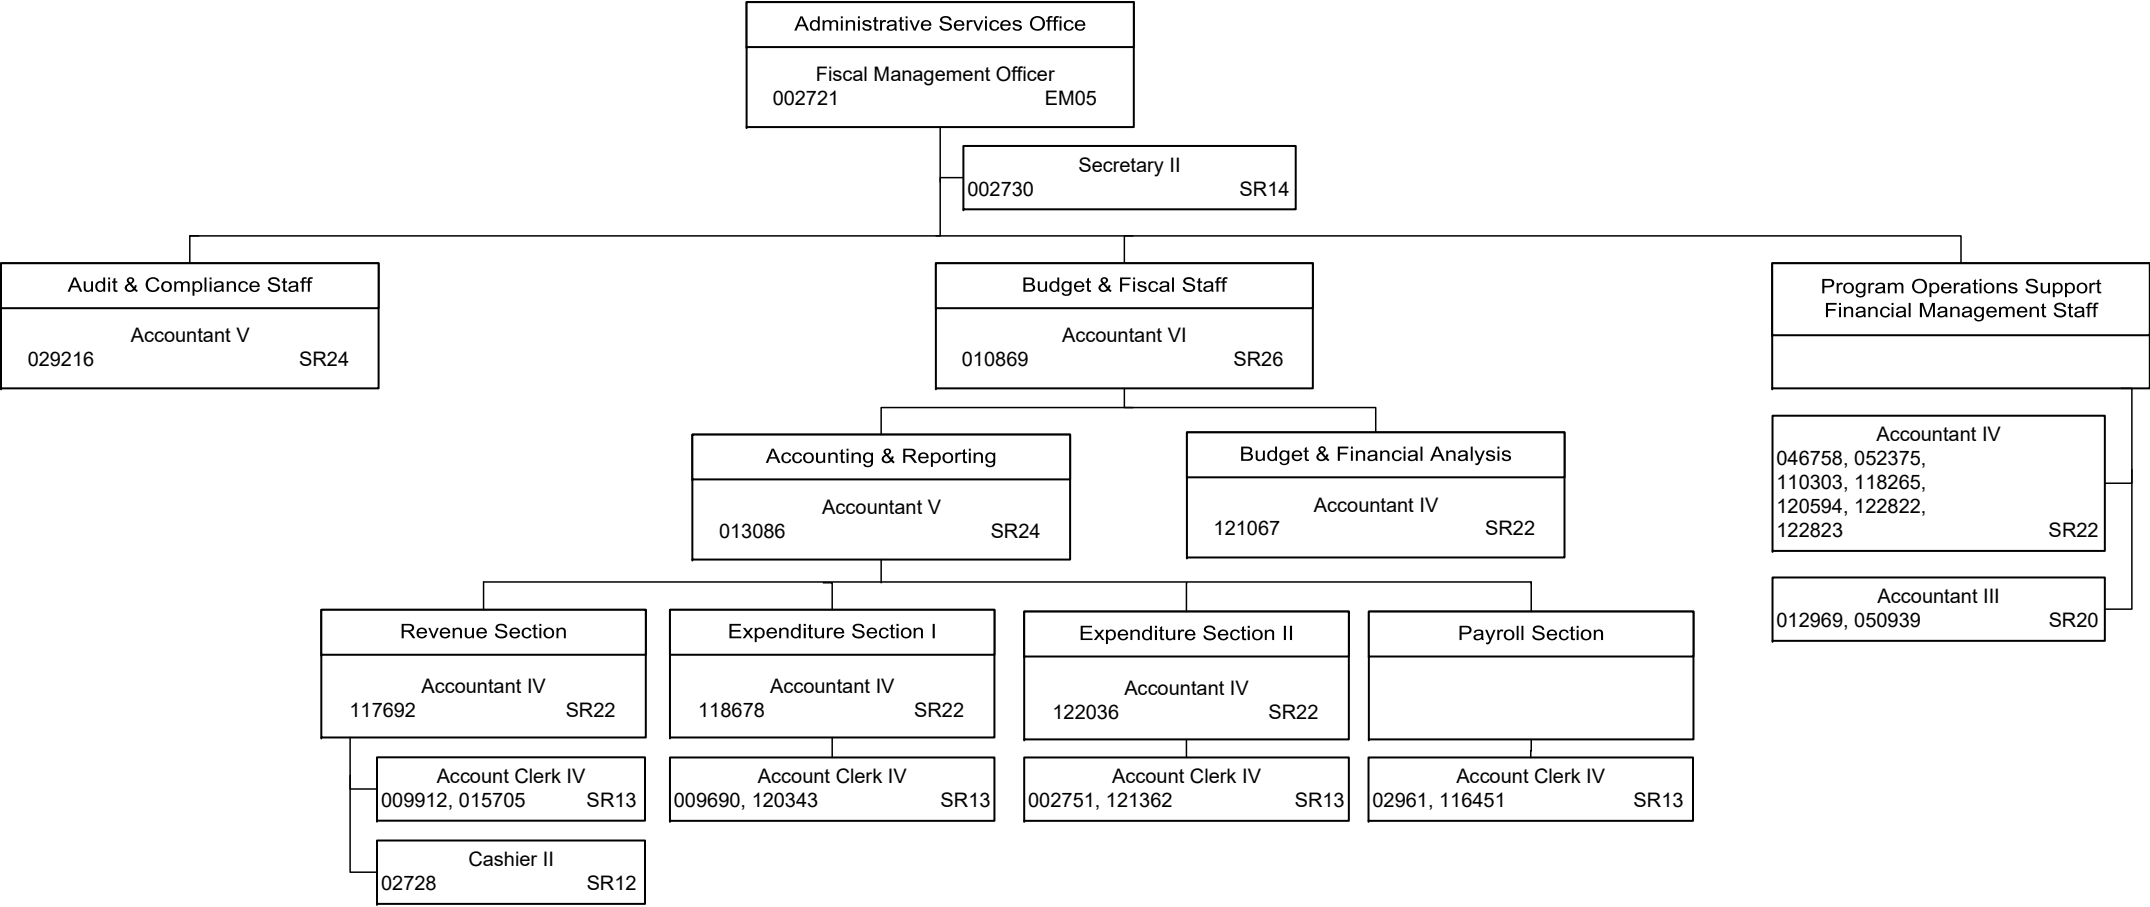 Administrative Services Office
Fiscal Management Officer
002721 EM05
Secretary II
002730 SR14
Audit & Compliance Staff
Accountant V
029216 SR24
Budget & Fiscal Staff
Accountant VI
010869 SR26
Program Operations Support
Financial Management Staff
Accountant IV
046758, 052375,
110303, 118265,
120594, 122822,
122823 SR22
Accountant III
012969, 050939 SR20
Accounting & Reporting
Accountant V
013086 SR24
Budget & Financial Analysis
Accountant IV
121067 SR22
Revenue Section
Accountant IV
117692 SR22
Account Clerk IV
009912, 015705 SR13
Cashier II
02728 SR12
Expenditure Section I
Accountant IV
118678 SR22
Account Clerk IV
009690, 120343 SR13
Expenditure Section II
Accountant IV
122036 SR22
Account Clerk IV
002751, 121362 SR13
Payroll Section
Account Clerk IV
02961, 116451 SR13